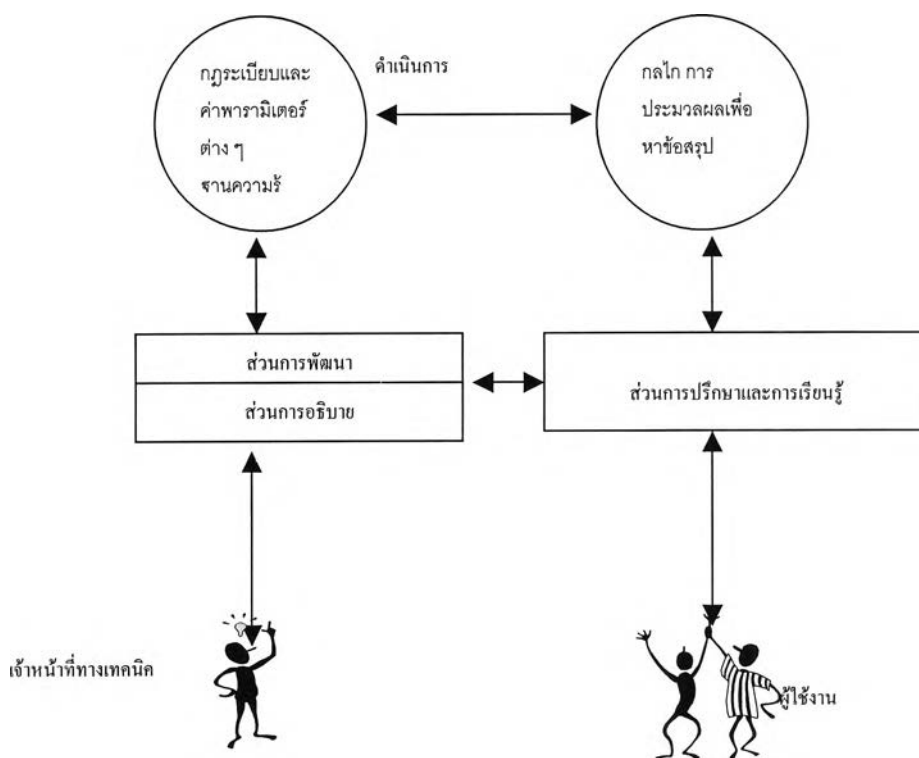 กฎระเบียบและ
ค่าพารามิเตอร์
ต่าง ๆ
ฐานความรู้
ดำเนินการ
กลไก การ
ประมวลผลเพื่อ
หาข้อสรุป
ส่วนการพัฒนา
ส่วนการอธิบาย
ส่วนการปรึกษาและการเรียนรู้
เจ้าหน้าที่ทางเทคนิค
ผู้ใช้งาน